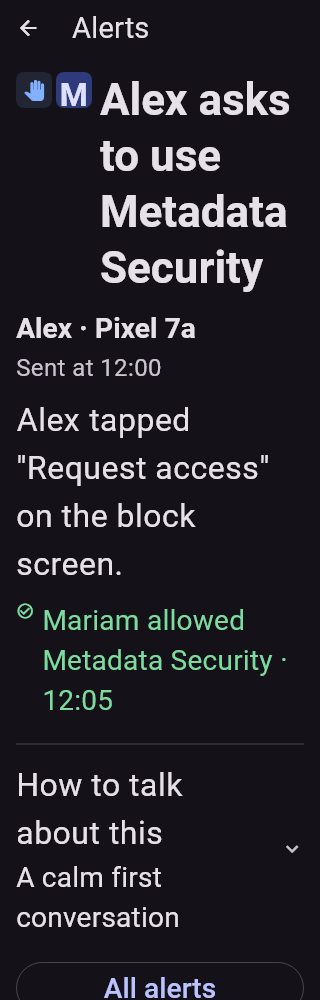 Alerts
M
Alex asks
to use
Metadata
Security
Alex · Pixel 7a
Sent at 12:00
Alex tapped
"Request access"
on the block
screen.
Mariam allowed
Metadata Security ·
12:05
How to talk
about this
A calm first
conversation
All alerts